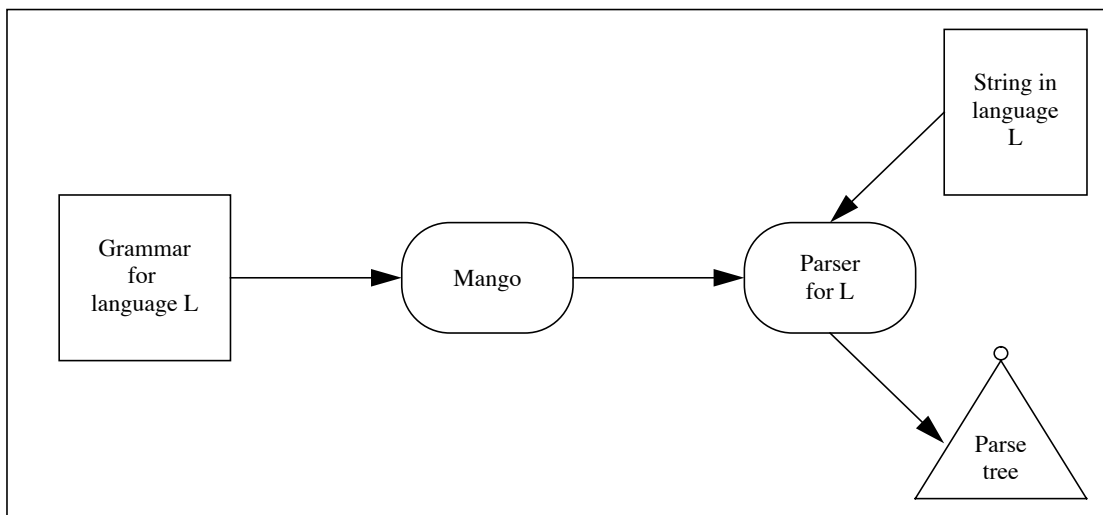 String in
language
L
Grammar
for
language L
Mango
Parser
for L
Parse
tree